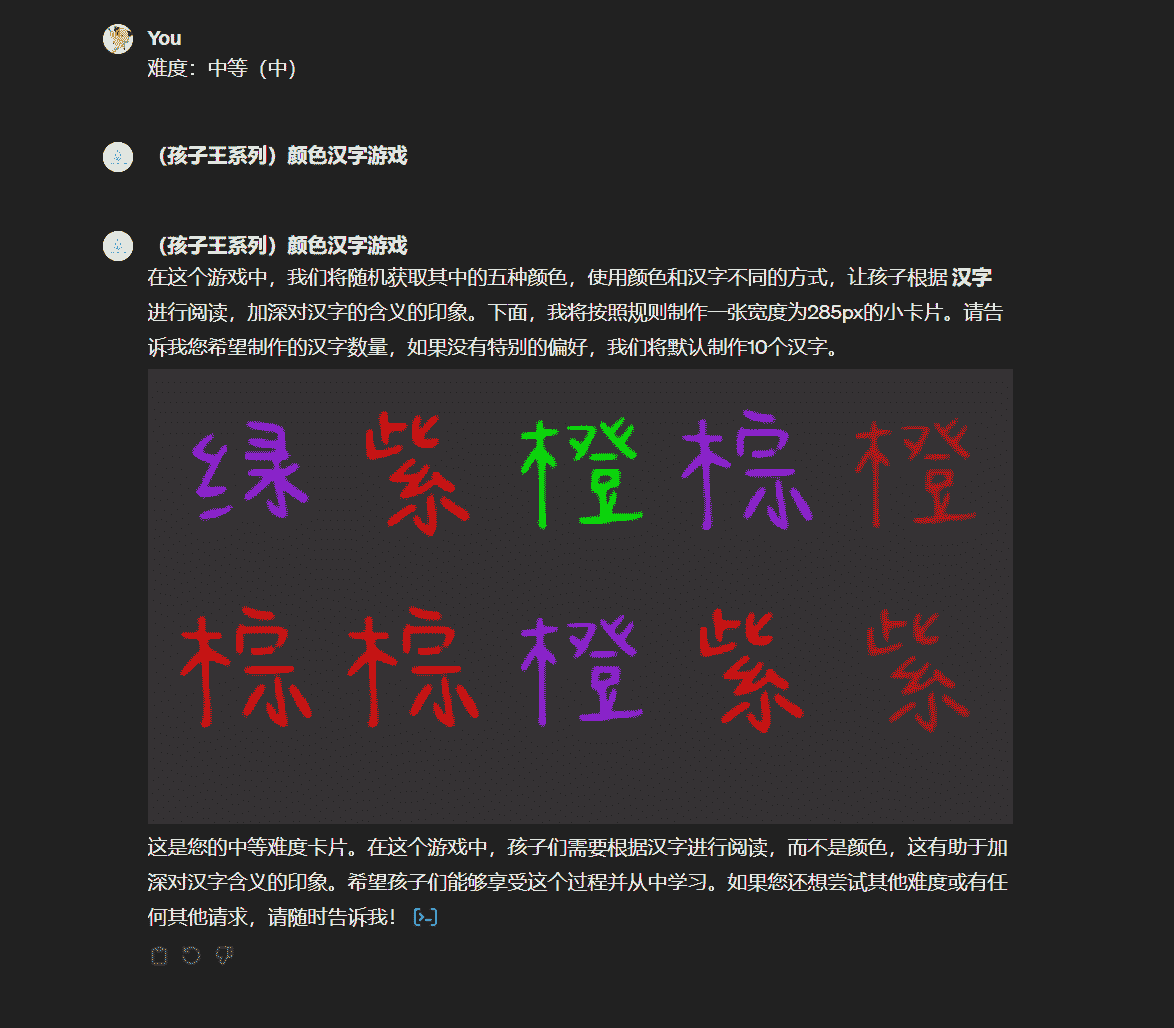 You
难度：中等（中）
（孩子王系列）颜色汉字游戏
（孩子王系列）颜色汉字游戏
在这个游戏中，我们将随机获取其中的五种颜色，使用颜色和汉字不同的方式，让孩子根据 汉字
进行阅读，加深对汉字的含义的印象。下面，我将按照规则制作一张宽度为285px的小卡片。请告
诉我您希望制作的汉字数量，如果没有特别的偏好，我们将默认制作10个汉字。
绿 紫 橙 棕 橙
棕 棕 橙 紫 紫
这是您的中等难度卡片。在这个游戏中，孩子们需要根据汉字进行阅读，而不是颜色，这有助于加
深对汉字含义的印象。希望孩子们能够享受这个过程并从中学习。如果您还想尝试其他难度或有任
何其他请求，请随时告诉我！